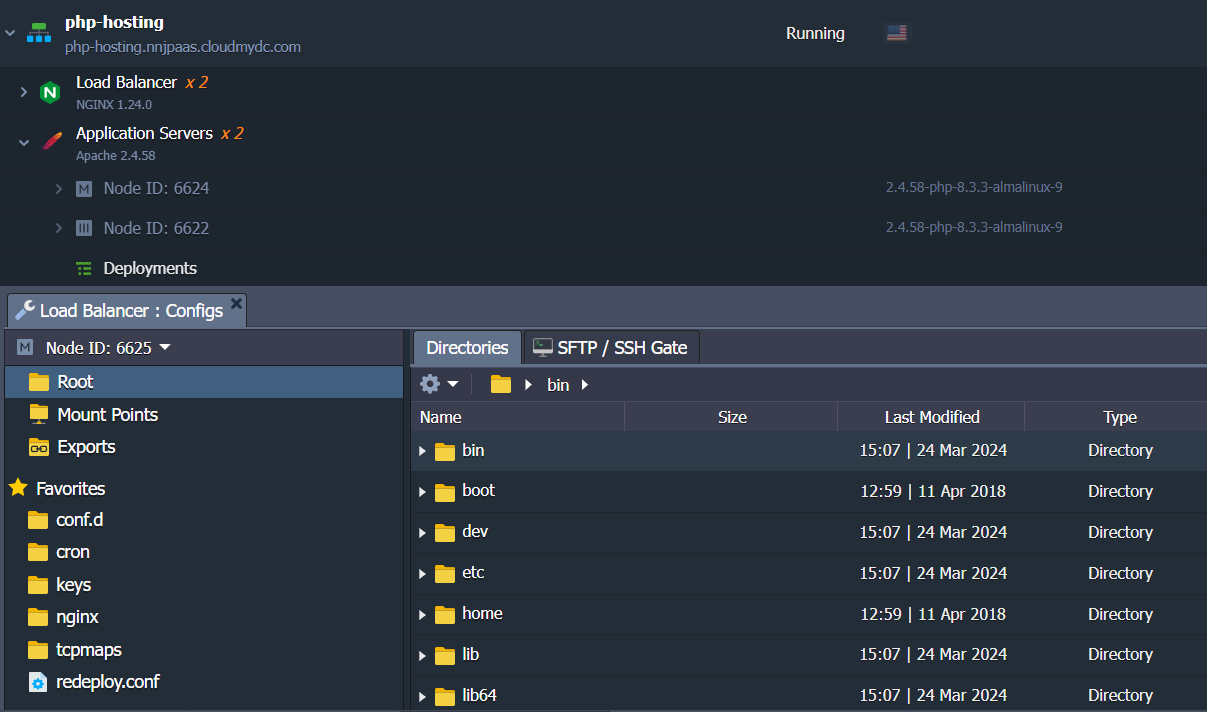 php-hosting
php-hosting.nnjpaas.cloudmydc.com
Running
Load Balancer x 2
NGINX 1.24.0
Application Servers x 2
Apache 2.4.58
M Node ID: 6624 2.4.58-php-8.3.3-almalinux-9
Node ID: 6622 2.4.58-php-8.3.3-almalinux-9
Deployments
Load Balancer : Configs
M Node ID: 6625
Root
Mount Points
Exports
Favorites
conf.d
cron
keys
nginx
tcpmaps
redeploy.conf
Directories SFTP / SSH Gate
bin
Name Size Last Modified Type
bin 15:07 | 24 Mar 2024 Directory
boot 12:59 | 11 Apr 2018 Directory
dev 15:07 | 24 Mar 2024 Directory
etc 15:07 | 24 Mar 2024 Directory
home 12:59 | 11 Apr 2018 Directory
lib 15:07 | 24 Mar 2024 Directory
lib64 15:07 | 24 Mar 2024 Directory